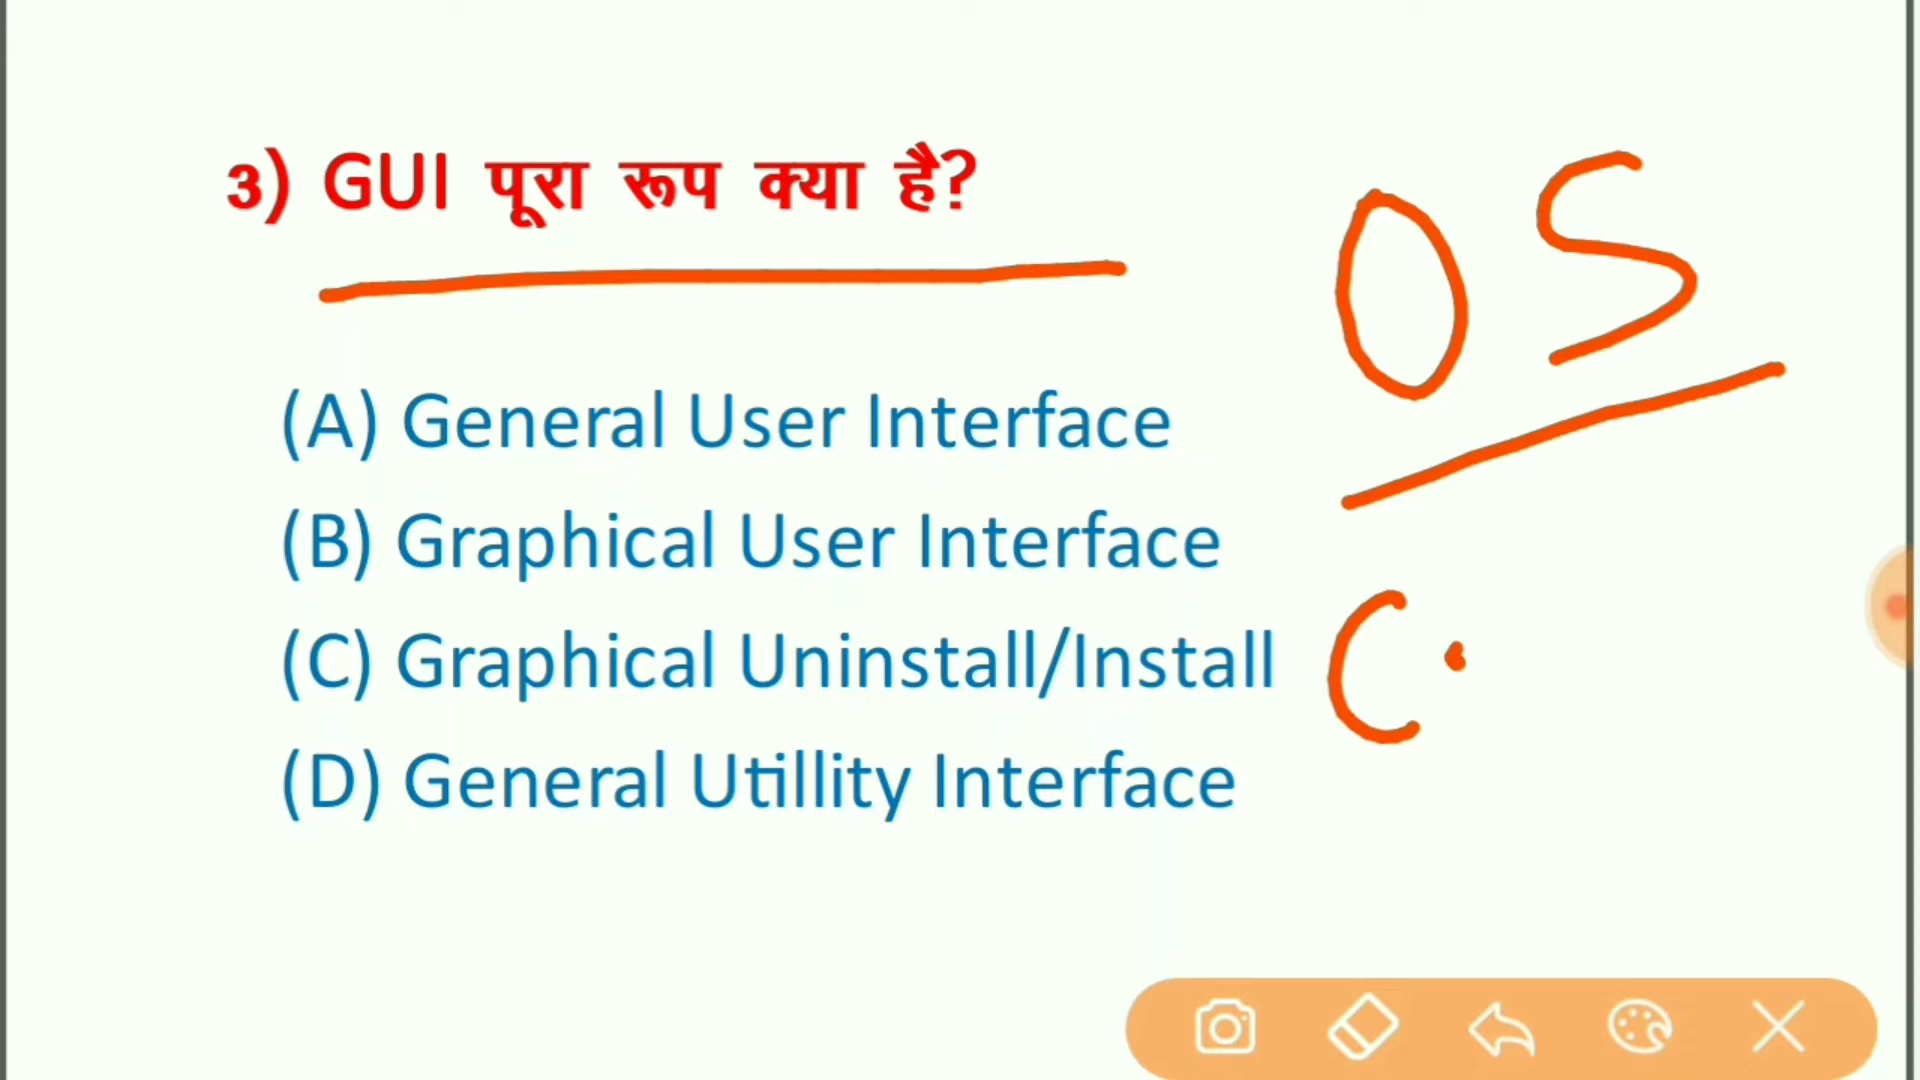 3) GUI पूरा रूप क्या है?
OS
(A) General User Interface
(B) Graphical User Interface
(C) Graphical Uninstall/Install
C
(D) General Utillity Interface